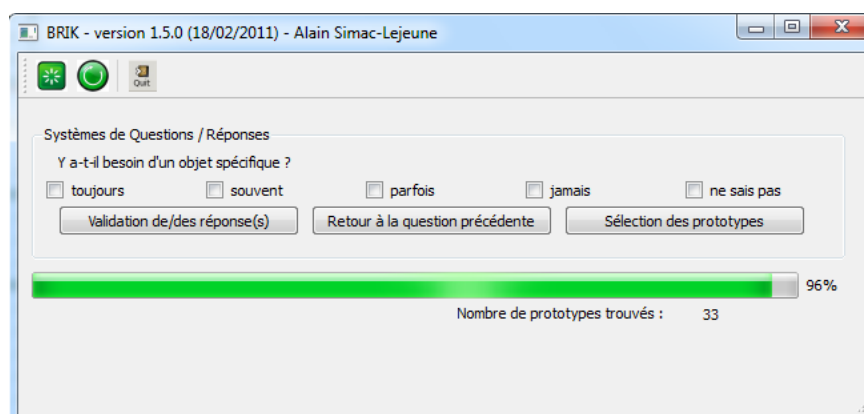 BRIK - version 1.5.0 (18/02/2011) - Alain Simac-Lejeune
Quit
Systèmes de Questions / Réponses
Y a-t-il besoin d'un objet spécifique ?
toujours souvent parfois jamais ne sais pas
Validation de/des réponse(s) Retour à la question précédente Sélection des prototypes
96%
Nombre de prototypes trouvés : 33